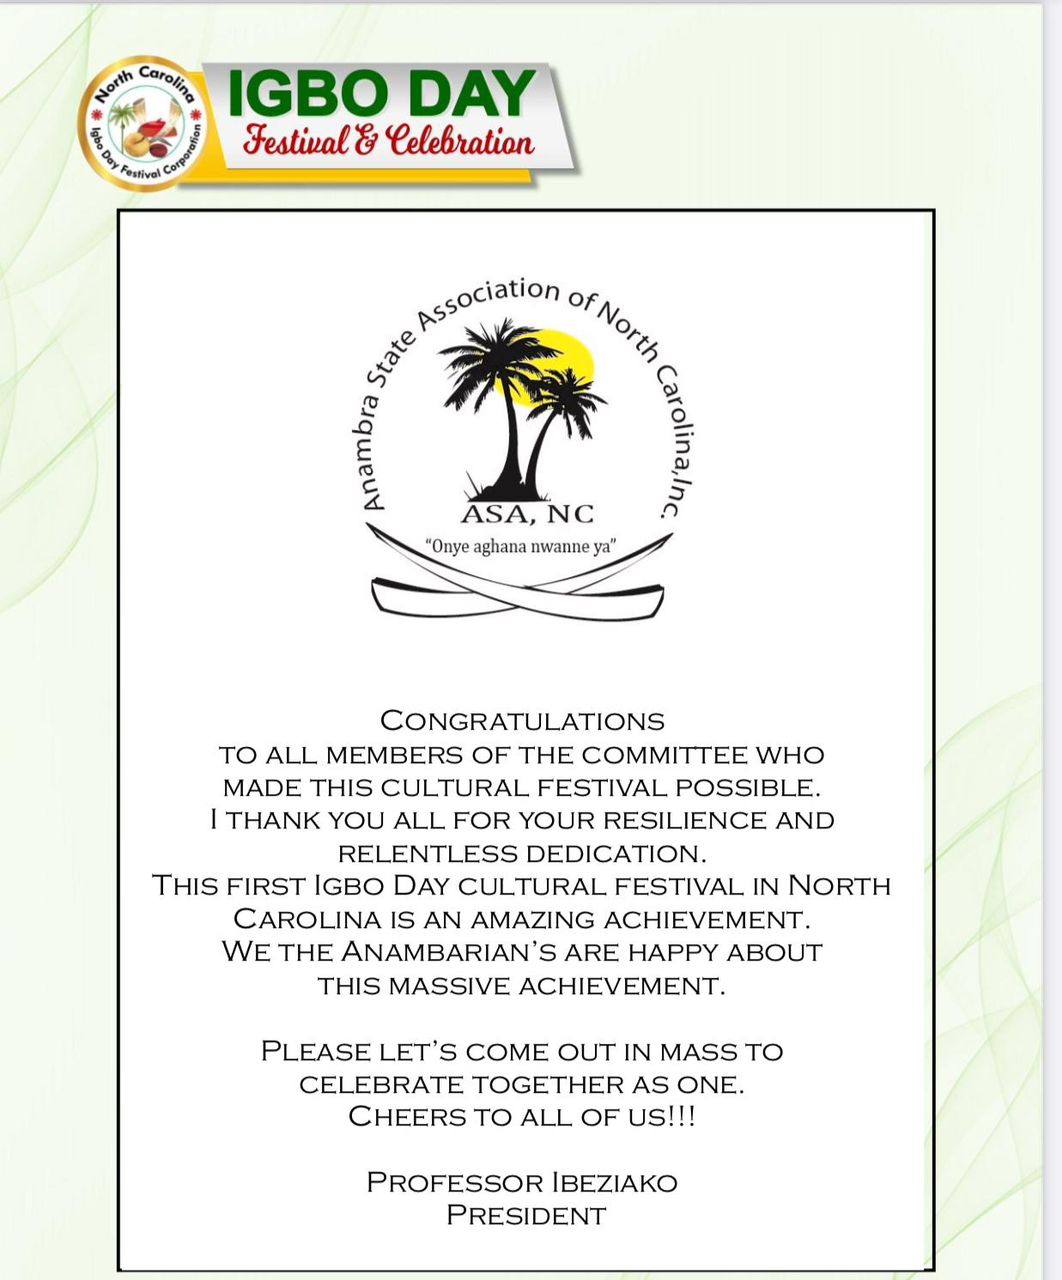 North Carolina
Igbo Day Festival Corporation
IGBO DAY
Festival & Celebration
Anambra State Association of North Carolina,Inc.
ASA, NC
“Onye aghana nwanne ya”
Congratulations
to all members of the committee who
made this cultural festival possible.
I thank you all for your resilience and
relentless dedication.
This first Igbo Day cultural festival in North
Carolina is an amazing achievement.
We the Anambarian’s are happy about
this massive achievement.
Please let’s come out in mass to
celebrate together as one.
Cheers to all of us!!!
Professor Ibeziako
President